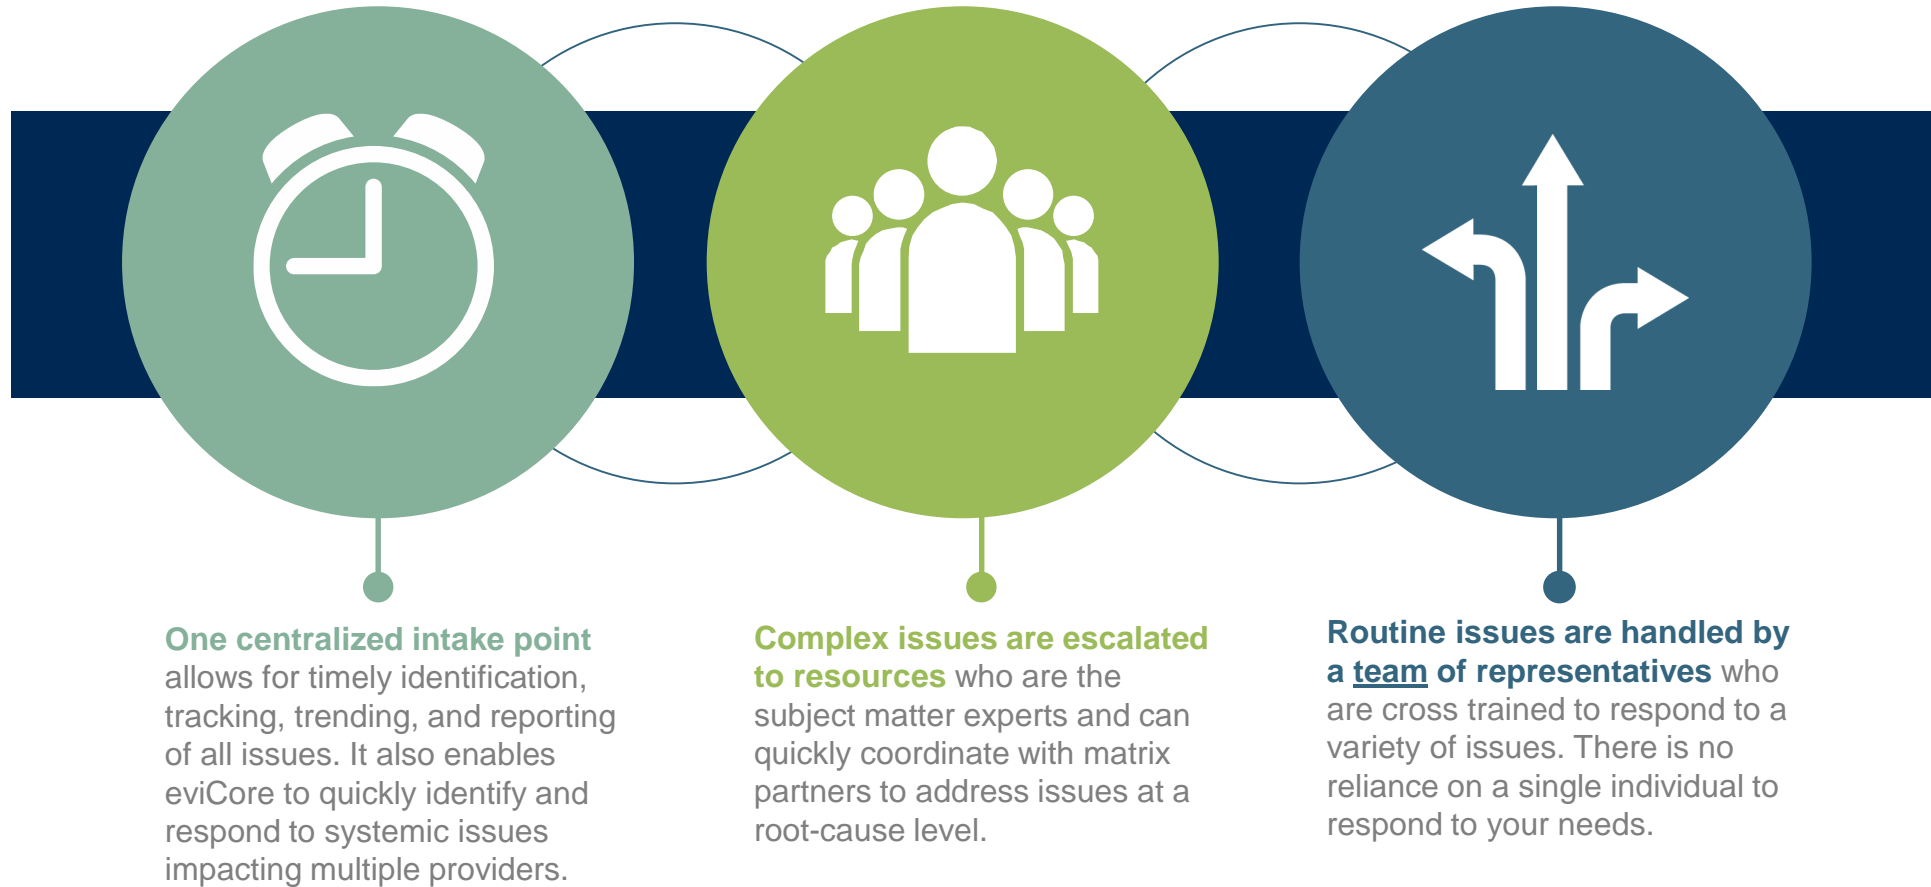 One centralized intake point
allows for timely identification,
tracking, trending, and reporting
of all issues. It also enables
eviCore to quickly identify and
respond to systemic issues
impacting multiple providers.
Complex issues are escalated
to resources who are the
subject matter experts and can
quickly coordinate with matrix
partners to address issues at a
root-cause level.
Routine issues are handled by
a team of representatives who
are cross trained to respond to a
variety of issues. There is no
reliance on a single individual to
respond to your needs.